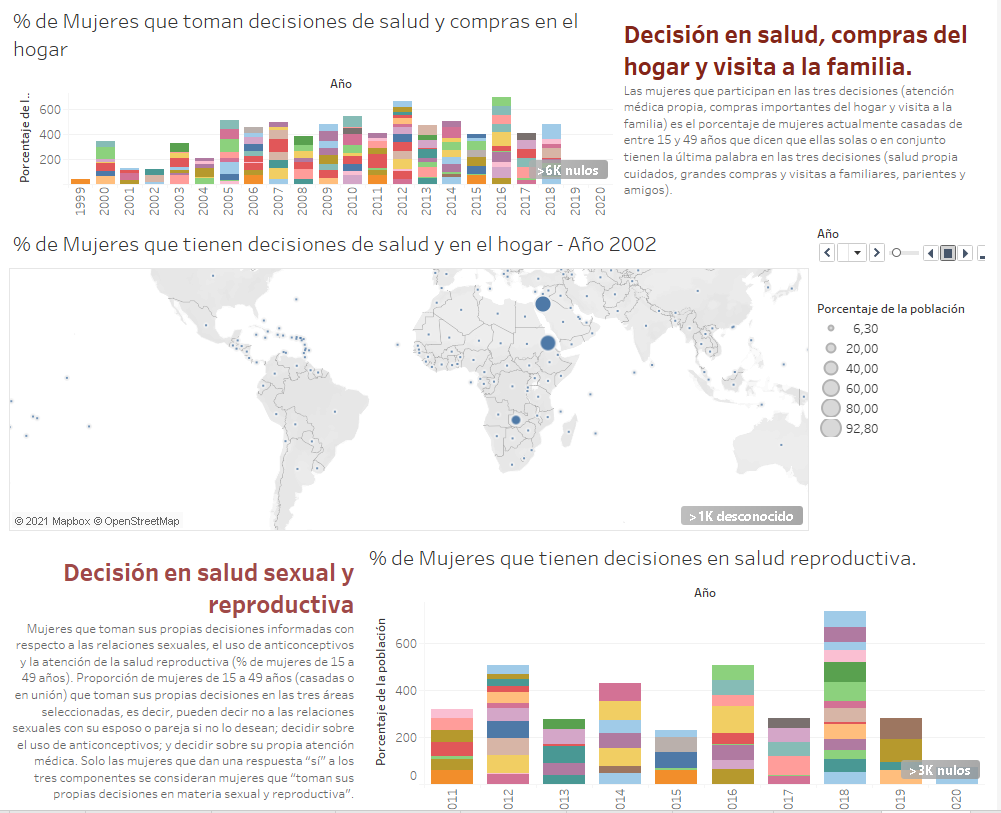 % de Mujeres que toman decisiones de salud y compras en el
hogar
Año
Porcentaje de l..
600
400
200
>6K nulos
1999
2000
2001
2002
2003
2004
2005
2006
2007
2008
2009
2010
2011
2012
2013
2014
2015
2016
2017
2018
2019
2020
Decisión en salud, compras del
hogar y visita a la familia.
Las mujeres que participan en las tres decisiones (atención
médica propia, compras importantes del hogar y visita a la
familia) es el porcentaje de mujeres actualmente casadas de
entre 15 y 49 años que dicen que ellas solas o en conjunto
tienen la última palabra en las tres decisiones (salud propia
cuidados, grandes compras y visitas a familiares, parientes y
amigos).
% de Mujeres que tienen decisiones de salud y en el hogar - Año 2002
Año
Porcentaje de la población
6,30
20,00
40,00
60,00
80,00
92,80
© 2021 Mapbox © OpenStreetMap
>1K desconocido
Decisión en salud sexual y
reproductiva
Mujeres que toman sus propias decisiones informadas con
respecto a las relaciones sexuales, el uso de anticonceptivos
y la atención de la salud reproductiva (% de mujeres de 15 a
49 años). Proporción de mujeres de 15 a 49 años (casadas o
en unión) que toman sus propias decisiones en las tres áreas
seleccionadas, es decir, pueden decir no a las relaciones
sexuales con su esposo o pareja si no lo desean; decidir sobre
el uso de anticonceptivos; y decidir sobre su propia atención
médica. Solo las mujeres que dan una respuesta “sí” a los
tres componentes se consideran mujeres que “toman sus
propias decisiones en materia sexual y reproductiva”.
% de Mujeres que tienen decisiones en salud reproductiva.
Año
Porcentaje de la población
600
400
200
0
>3K nulos
011
012
013
014
015
016
017
018
019
020